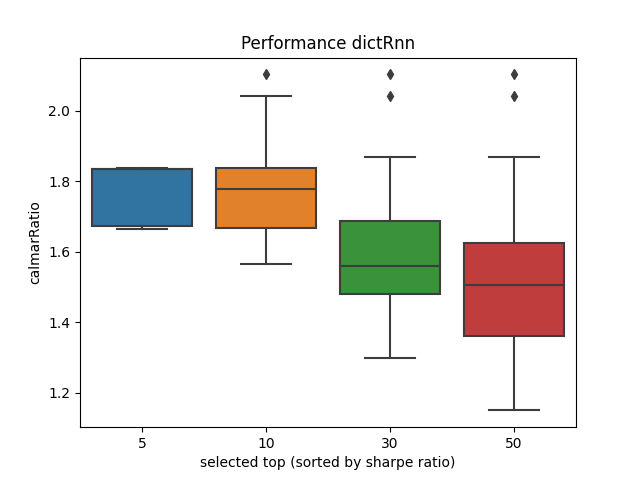 Performance dictRnn
calmarRatio
2.0
1.8
1.6
1.4
1.2
5 10 30 50
selected top (sorted by sharpe ratio)